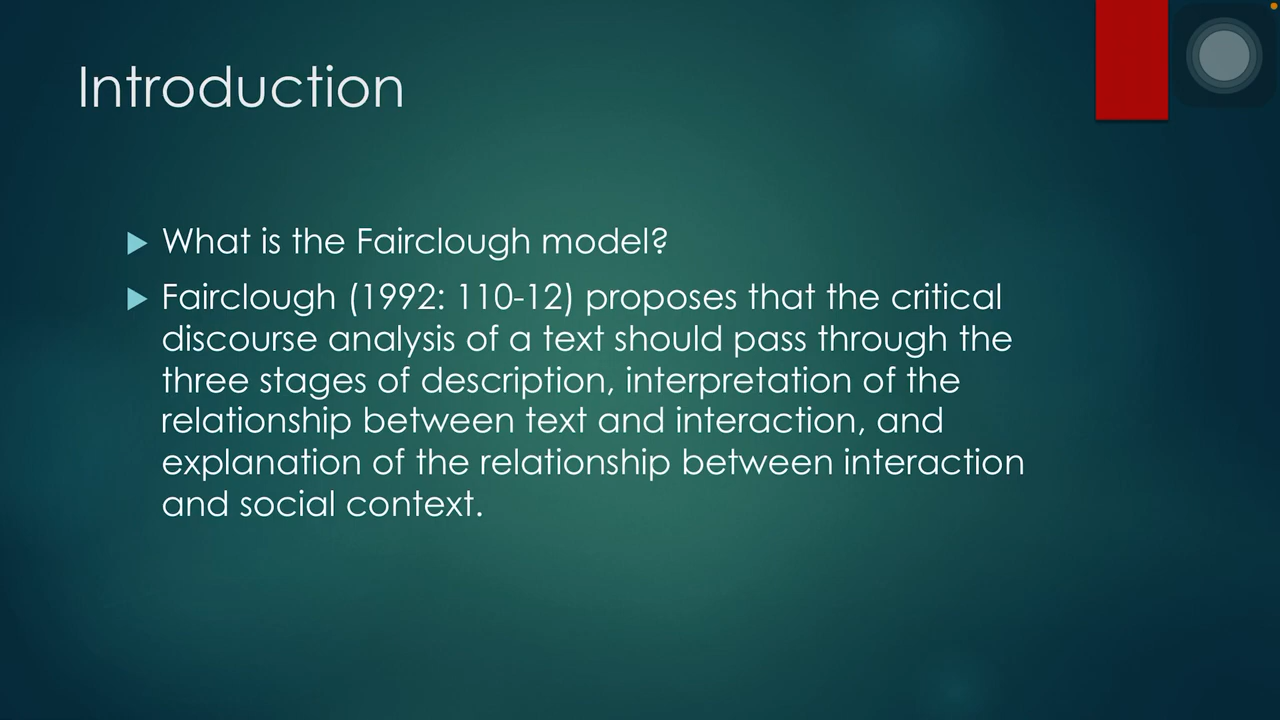 Introduction
What is the Fairclough model?
Fairclough (1992: 110-12) proposes that the critical
discourse analysis of a text should pass through the
three stages of description, interpretation of the
relationship between text and interaction, and
explanation of the relationship between interaction
and social context.